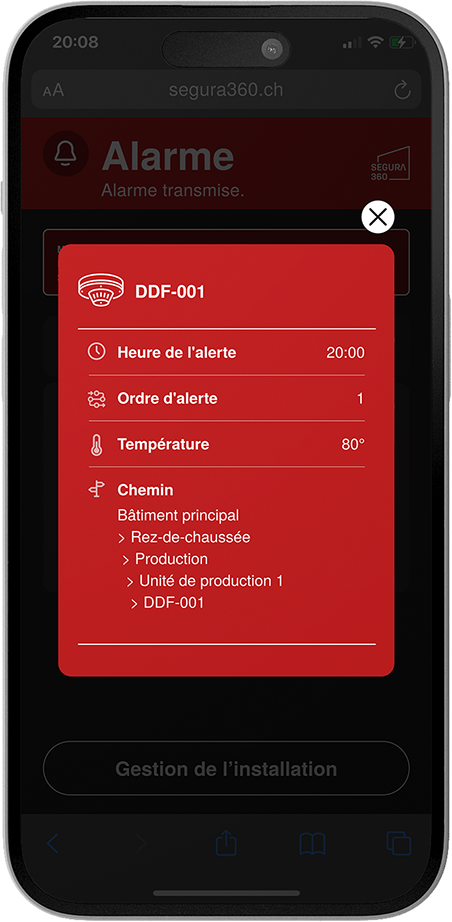 20:08
AA
segura360.ch
Alarme
SEGURA
360
Alarme transmise.
DDF-001
Heure de l'alerte 20:00
Ordre d'alerte 1
Température 80°
Chemin
Bâtiment principal
> Rez-de-chaussée
> Production
> Unité de production 1
> DDF-001
Gestion de l'installation